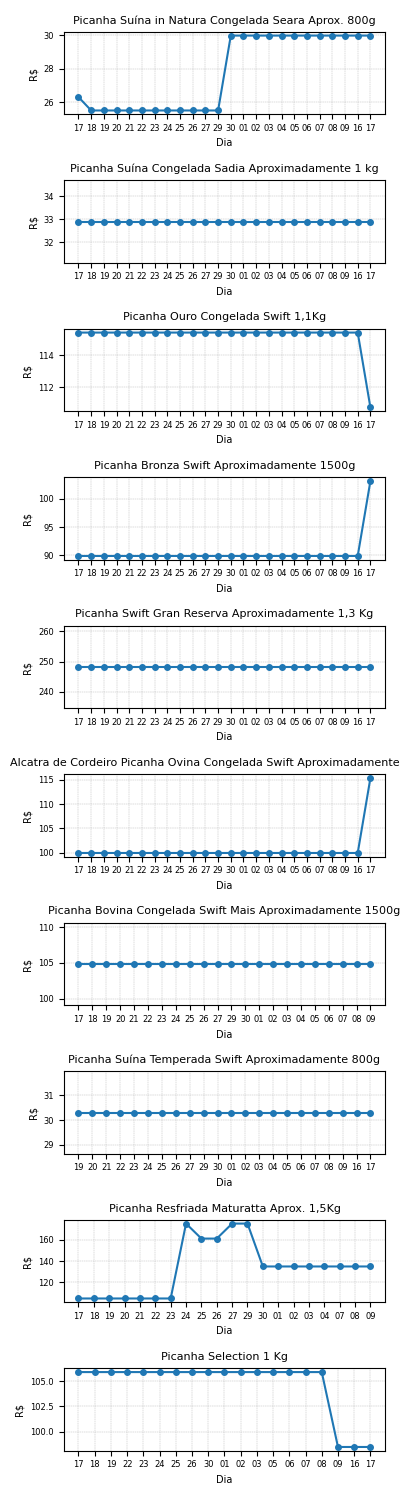 Picanha Suína in Natura Congelada Seara Aprox. 800g
30
28
26
R$
17 18 19 20 21 22 23 24 25 26 27 29 30 01 02 03 04 05 06 07 08 09 16 17
Dia
Picanha Suína Congelada Sadia Aproximadamente 1 kg
34
33
32
R$
17 18 19 20 21 22 23 24 25 26 27 29 30 01 02 03 04 05 06 07 08 09 16 17
Dia
Picanha Ouro Congelada Swift 1,1Kg
114
112
R$
17 18 19 20 21 22 23 24 25 26 27 29 30 01 02 03 04 05 06 07 08 09 16 17
Dia
Picanha Bronza Swift Aproximadamente 1500g
100
95
90
R$
17 18 19 20 21 22 23 24 25 26 27 29 30 01 02 03 04 05 06 07 08 09 16 17
Dia
Picanha Swift Gran Reserva Aproximadamente 1,3 Kg
260
250
240
R$
17 18 19 20 21 22 23 24 25 26 27 29 30 01 02 03 04 05 06 07 08 09 16 17
Dia
Alcatra de Cordeiro Picanha Ovina Congelada Swift Aproximadamente
115
110
105
100
R$
17 18 19 20 21 22 23 24 25 26 27 29 30 01 02 03 04 05 06 07 08 09 16 17
Dia
Picanha Bovina Congelada Swift Mais Aproximadamente 1500g
110
105
100
R$
17 18 19 20 21 22 23 24 25 26 27 29 30 01 02 03 04 05 06 07 08 09
Dia
Picanha Suína Temperada Swift Aproximadamente 800g
31
30
29
R$
19 20 21 22 23 24 25 26 27 29 30 01 02 03 04 05 06 07 08 09 16 17
Dia
Picanha Resfriada Maturatta Aprox. 1,5Kg
160
140
120
R$
17 18 19 20 21 22 23 24 25 26 27 29 30 01 02 03 04 07 08 09
Dia
Picanha Selection 1 Kg
105.0
102.5
100.0
R$
17 18 19 22 23 24 25 26 30 01 02 03 04 05 06 07 08 09 16 17
Dia